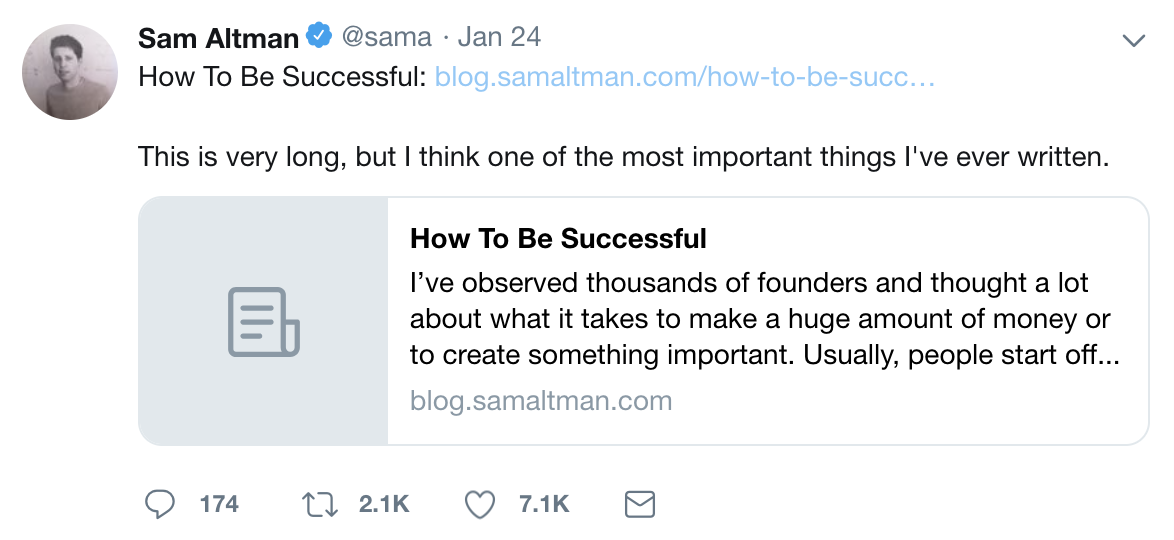 Sam Altman @sama · Jan 24
How To Be Successful: blog.samaltman.com/how-to-be-succ…
This is very long, but I think one of the most important things I've ever written.
How To Be Successful
I’ve observed thousands of founders and thought a lot
about what it takes to make a huge amount of money or
to create something important. Usually, people start off...
blog.samaltman.com
174 2.1K 7.1K